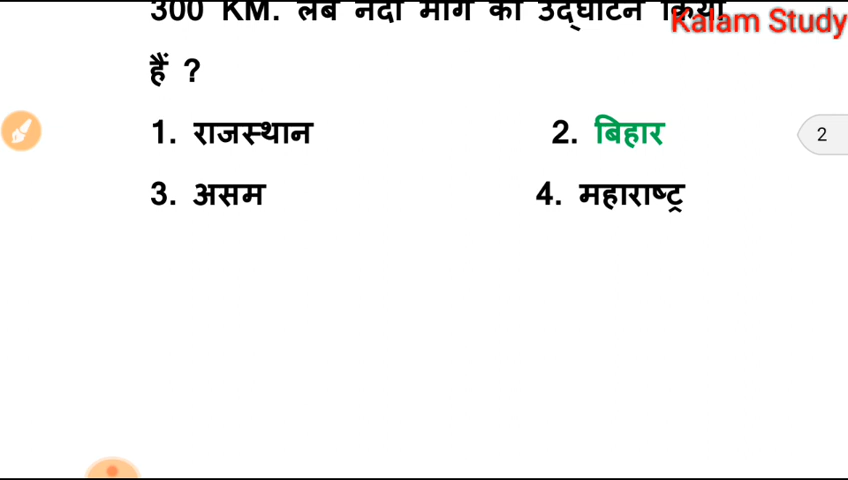 300 KM. लंबे नदी मार्ग का उद्घाटन किया
Kalam Study
हैं ?
1. राजस्थान 2. बिहार
2
3. असम 4. महाराष्ट्र